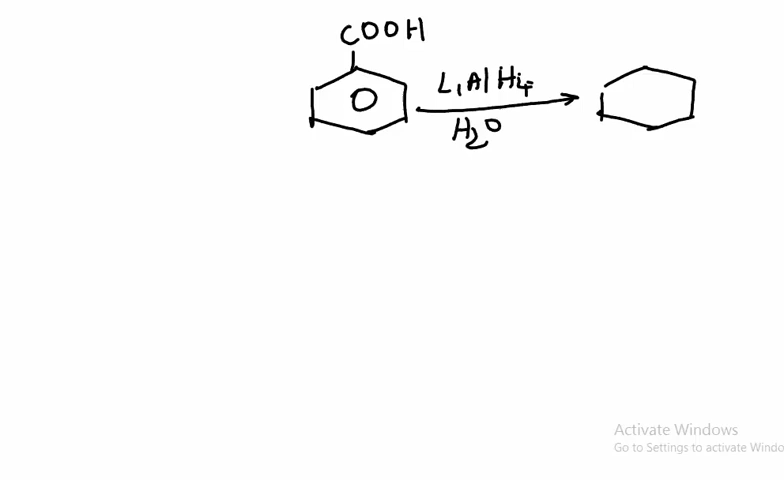 COOH
LiAlH4
H2O
Activate Windows
Go to Settings to activate Windo